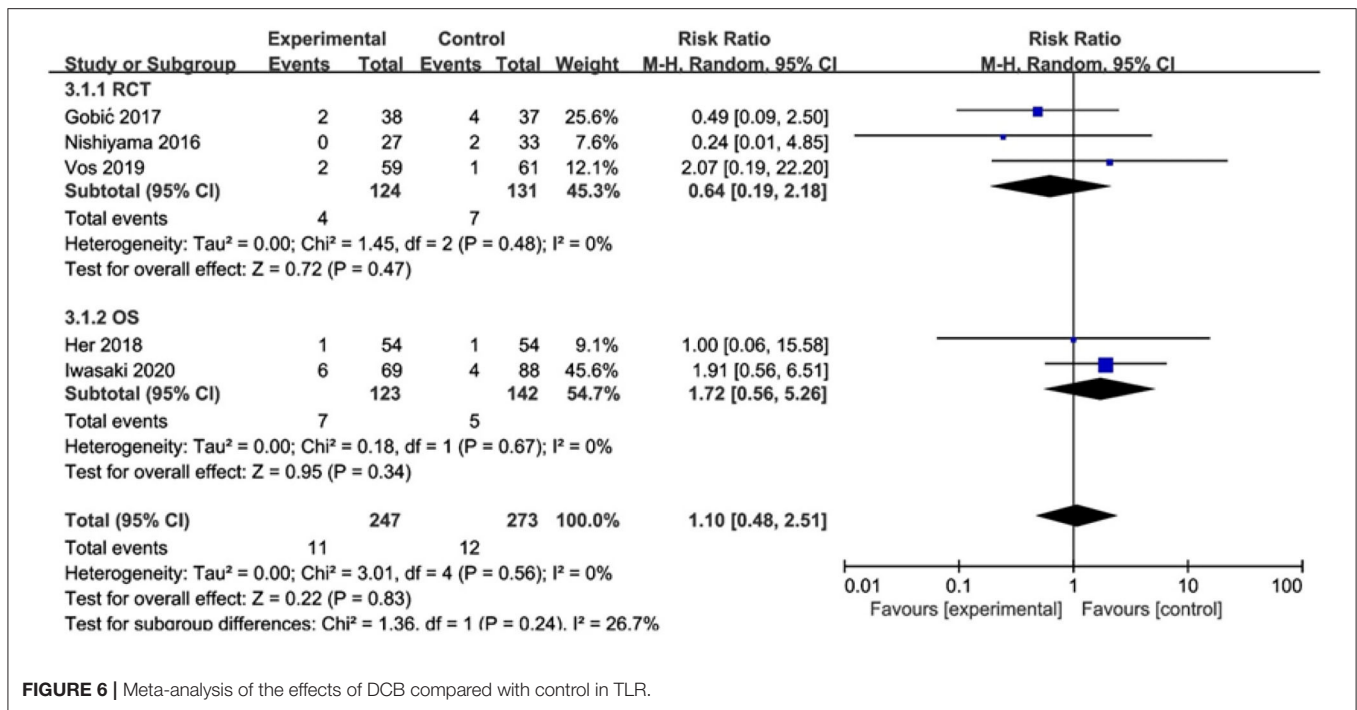 Experimental Control Risk Ratio Risk Ratio
Study or Subgroup Events Total Events Total Weight M-H, Random, 95% CI M-H, Random, 95% CI
3.1.1 RCT
Gobić 2017 2 38 4 37 25.6% 0.49 [0.09, 2.50]
Nishiyama 2016 0 27 2 33 7.6% 0.24 [0.01, 4.85]
Vos 2019 2 59 1 61 12.1% 2.07 [0.19, 22.20]
Subtotal (95% CI) 124 131 45.3% 0.64 [0.19, 2.18]
Total events 4 7
Heterogeneity: Tau² = 0.00; Chi² = 1.45, df = 2 (P = 0.48); I² = 0%
Test for overall effect: Z = 0.72 (P = 0.47)
3.1.2 OS
Her 2018 1 54 1 54 9.1% 1.00 [0.06, 15.58]
Iwasaki 2020 6 69 4 88 45.6% 1.91 [0.56, 6.51]
Subtotal (95% CI) 123 142 54.7% 1.72 [0.56, 5.26]
Total events 7 5
Heterogeneity: Tau² = 0.00; Chi² = 0.18, df = 1 (P = 0.67); I² = 0%
Test for overall effect: Z = 0.95 (P = 0.34)
Total (95% CI) 247 273 100.0% 1.10 [0.48, 2.51]
Total events 11 12
Heterogeneity: Tau² = 0.00; Chi² = 3.01, df = 4 (P = 0.56); I² = 0%
Test for overall effect: Z = 0.22 (P = 0.83)
Test for subgroup differences: Chi² = 1.36, df = 1 (P = 0.24), I² = 26.7%
0.01 0.1 1 10 100
Favours [experimental] Favours [control]
FIGURE 6 | Meta-analysis of the effects of DCB compared with control in TLR.